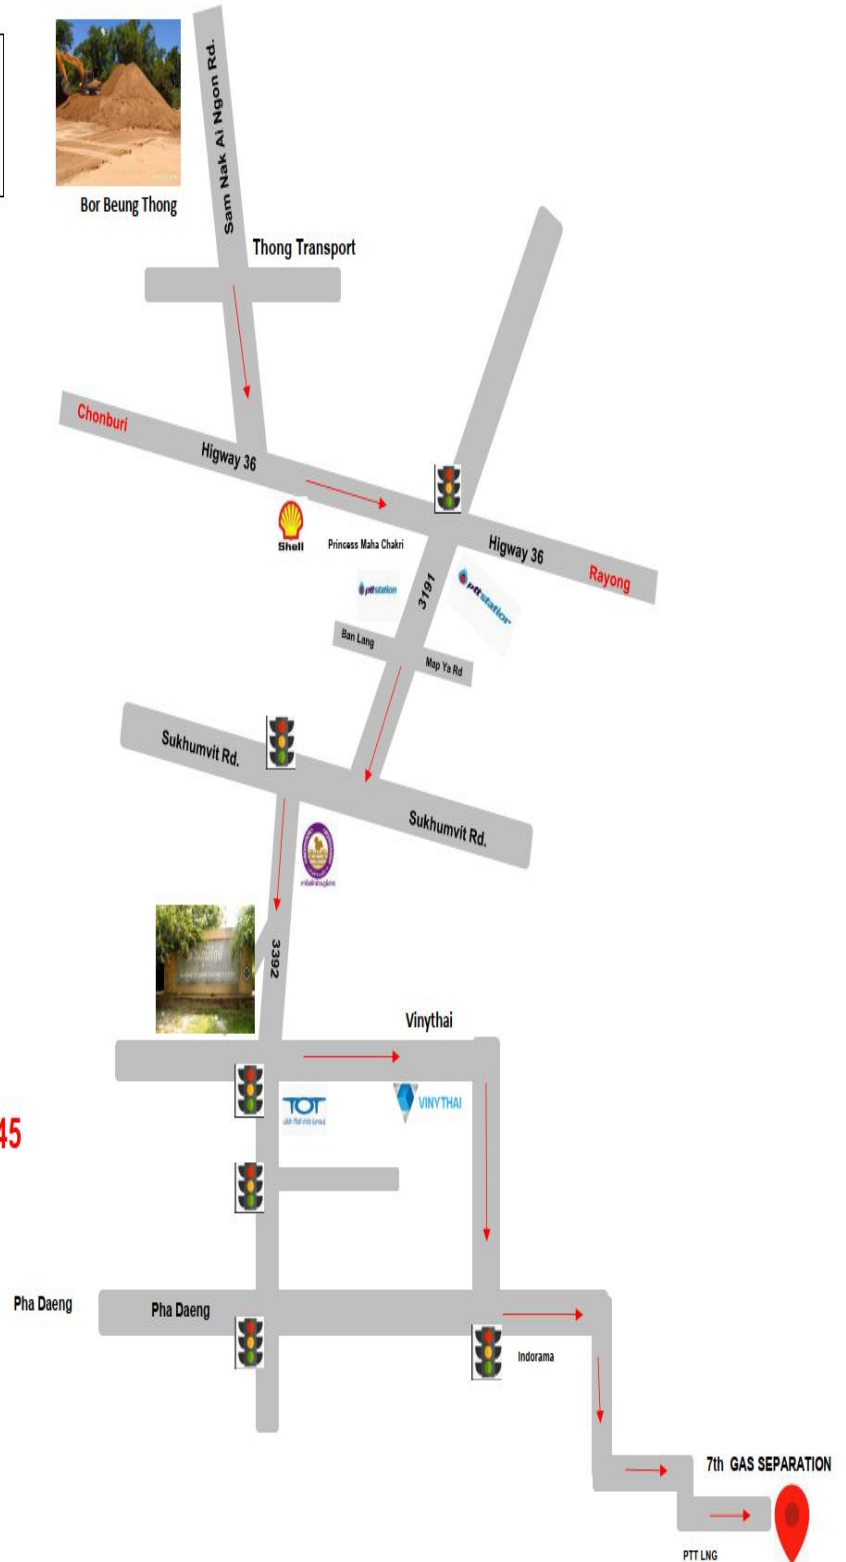 Sam Nak Ai Ngon Rd.
Bor Beung Thong
Thong Transport
Chonburi
Higway 36
Shell
Princess Maha Chakri
Higway 36
Rayong
pttstation
3191
pttstation
Ban Lang
Map Ya Rd
Sukhumvit Rd.
Sukhumvit Rd.
3392
Vinythai
TOT
VINYTHAI
45
Pha Daeng
Pha Daeng
Indorama
7th GAS SEPARATION
PTT LNG